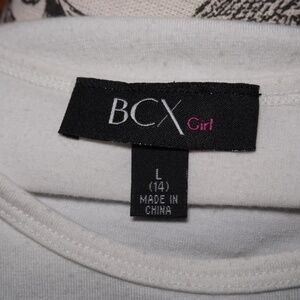 BCX Girl
L
(14)
MADE IN
CHINA